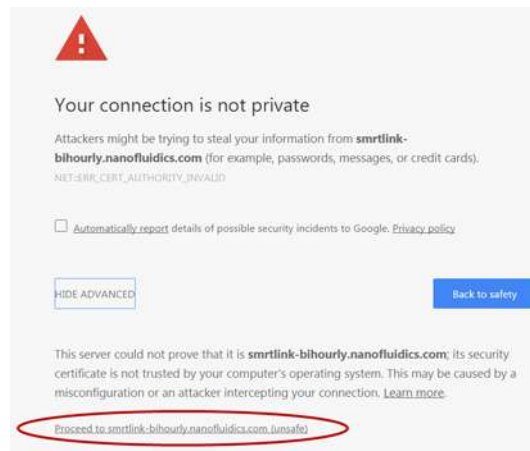 Your connection is not private
Attackers might be trying to steal your information from smrtlink-
bihourly.nanofluidics.com (for example, passwords, messages, or credit cards).
NET::ERR_CERT_AUTHORITY_INVALID
Automatically report details of possible security incidents to Google. Privacy policy
HIDE ADVANCED
Back to safety
This server could not prove that it is smrtlink-bihourly.nanofluidics.com; its security
certificate is not trusted by your computer's operating system. This may be caused by a
misconfiguration or an attacker intercepting your connection. Learn more.
Proceed to smrtlink-bihourly.nanofluidics.com (unsafe)